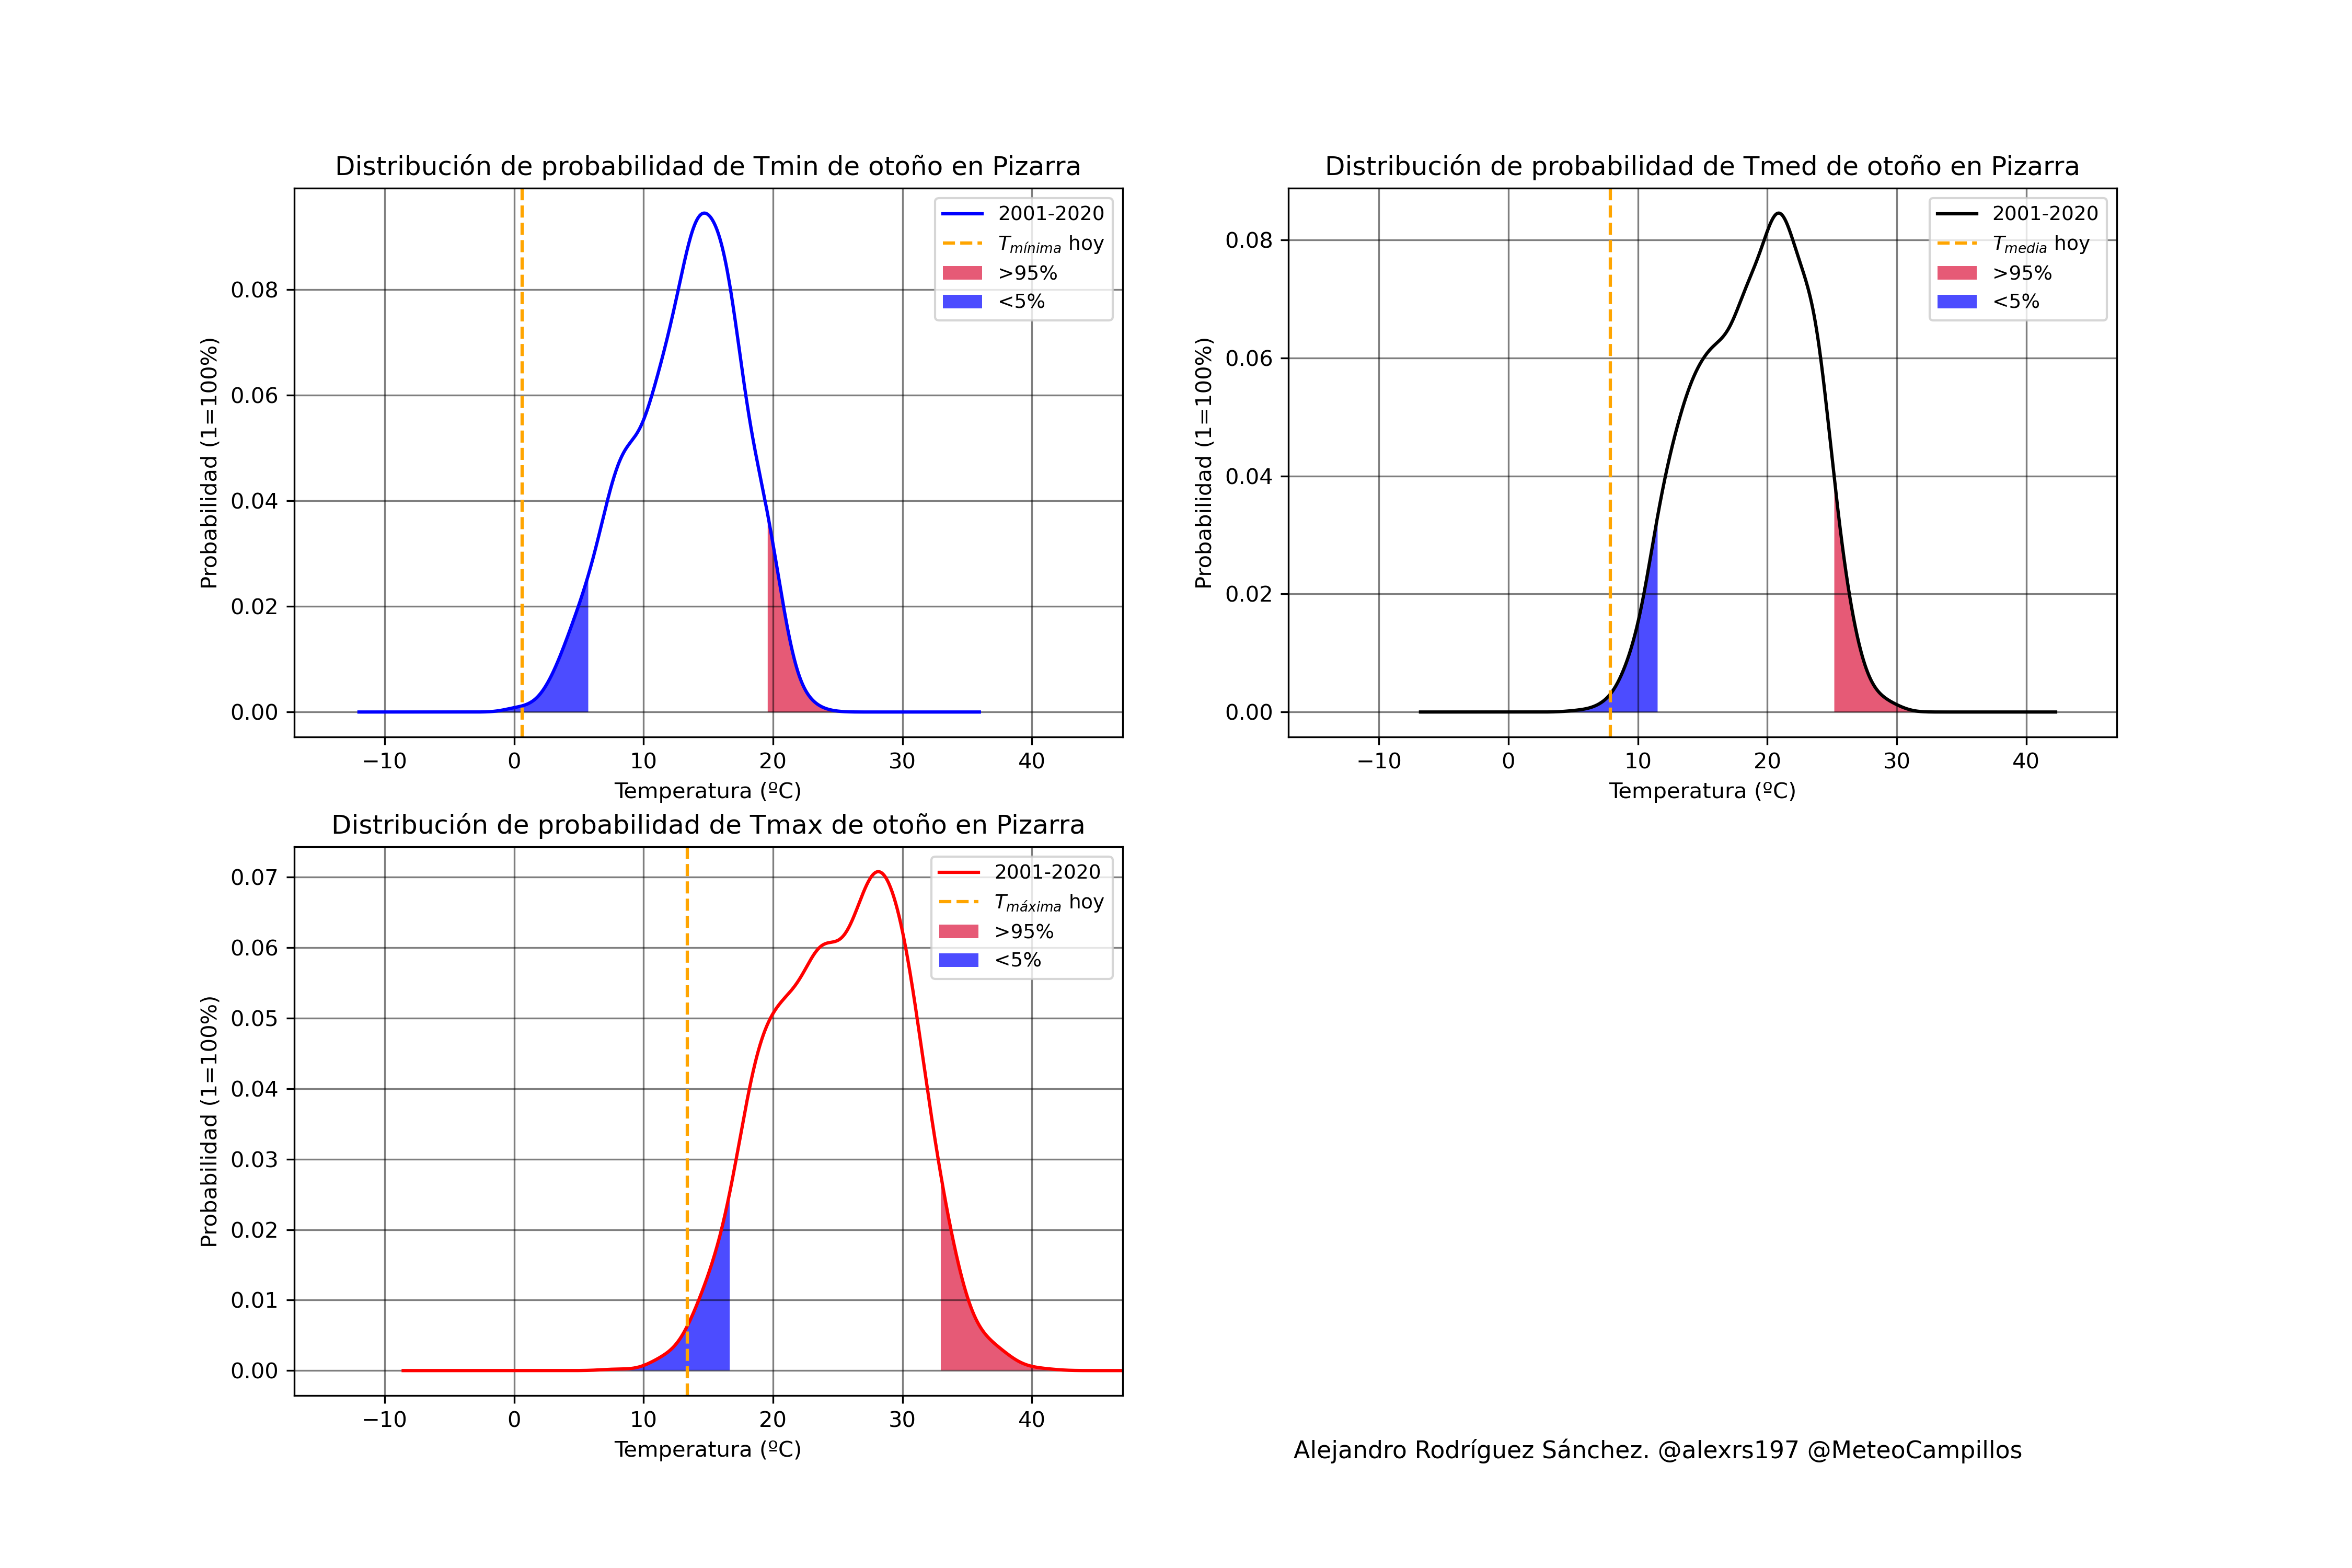 Distribución de probabilidad de Tmin de otoño en Pizarra
2001-2020
Tmínima hoy
>95%
<5%
0.08
0.06
0.04
0.02
0.00
Probabilidad (1=100%)
−10 0 10 20 30 40
Temperatura (ºC)
Distribución de probabilidad de Tmed de otoño en Pizarra
2001-2020
Tmedia hoy
>95%
<5%
0.08
0.06
0.04
0.02
0.00
Probabilidad (1=100%)
−10 0 10 20 30 40
Temperatura (ºC)
Distribución de probabilidad de Tmax de otoño en Pizarra
2001-2020
Tmáxima hoy
>95%
<5%
0.07
0.06
0.05
0.04
0.03
0.02
0.01
0.00
Probabilidad (1=100%)
−10 0 10 20 30 40
Temperatura (ºC)
Alejandro Rodríguez Sánchez. @alexrs197 @MeteoCampillos